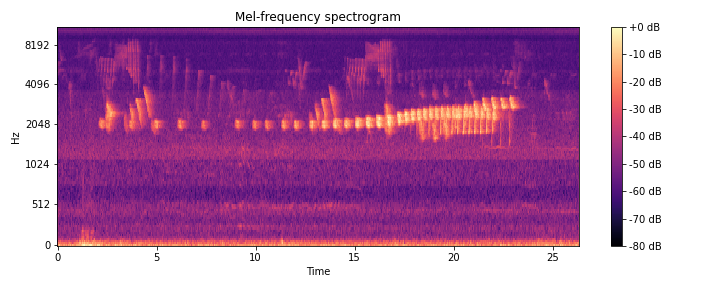 Mel-frequency spectrogram
Hz
8192
4096
2048
1024
512
0
0 5 10 15 20 25
Time
+0 dB
-10 dB
-20 dB
-30 dB
-40 dB
-50 dB
-60 dB
-70 dB
-80 dB